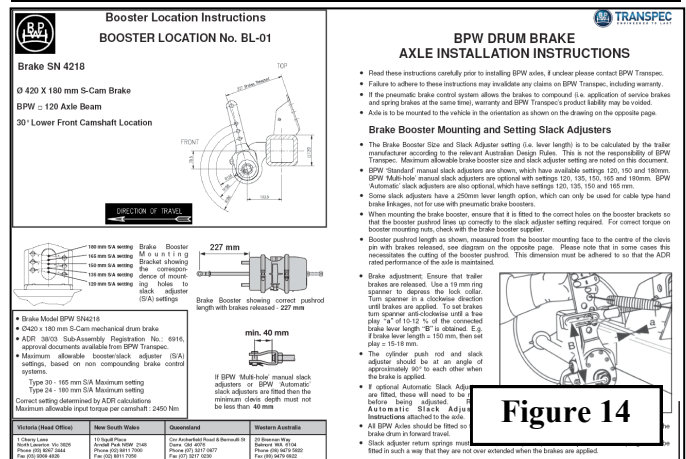 BPW
Booster Location Instructions
BOOSTER LOCATION No. BL-01
Brake SN 4218
Ø 420 X 180 mm S-Cam Brake
BPW □ 120 Axle Beam
30° Lower Front Camshaft Location
TOP
FRONT
DIRECTION OF TRAVEL
180 mm S/A setting
165 mm S/A setting
150 mm S/A setting
135 mm S/A setting
120 mm S/A setting
Brake Booster
Mounting
Bracket showing
the correspon-
dence of mount-
ing holes to
slack adjuster
(S/A) settings
227 mm
Brake Booster showing correct pushrod
length with brakes released - 227 mm
• Brake Model BPW SN4218
• Ø420 x 180 mm S-Cam mechanical drum brake
• ADR 38/03 Sub-Assembly Registration No.: 6916,
approval documents available from BPW Transpec.
• Maximum allowable booster/slack adjuster (S/A)
settings, based on non compounding brake control
systems.
Type 30 - 165 mm S/A Maximum setting
Type 24 - 180 mm S/A Maximum setting
Correct setting determined by ADR calculations
Maximum allowable input torque per camshaft : 2450 Nm
min. 40 mm
If BPW 'Multi-hole' manual slack
adjusters or BPW 'Automatic'
slack adjusters are fitted then the
minimum clevis depth must not
be less than 40 mm
Victoria (Head Office) New South Wales Queensland Western Australia
1 Cherry Lane
North Laverton Vic 3026
10 Squill Place
Arndell Park NSW 2148
Cnr Archerfield Road &
Darra Qld 4076
Belmont WA 6104
TRANSPEC
ENGINEERED TO LAST
BPW DRUM BRAKE
AXLE INSTALLATION INSTRUCTIONS
• Read these instructions carefully prior to installing BPW axles, if unclear please contact BPW Transpec.
• Failure to adhere to these instructions may invalidate any claims on BPW Transpec, including warranty.
• If the pneumatic brake control system allows the brakes to compound (i.e. application of service brakes
and spring brakes at the same time), warranty and BPW Transpec's product liability may be voided.
• Axle is to be mounted to the vehicle in the orientation as shown on the drawing on the opposite page.
Brake Booster Mounting and Setting Slack Adjusters
• The Brake Booster Size and Slack Adjuster setting (i.e. lever length) is to be calculated by the trailer
manufacturer according to the relevant Australian Design Rules. This is not the responsibility of BPW
Transpec. Maximum allowable brake booster size and slack adjuster setting are noted on this document.
• BPW 'Standard' manual slack adjusters are shown, which have available settings 120, 150 and 180mm.
BPW 'Multi-hole' manual slack adjusters are optional with settings 120, 135, 150, 165 and 180mm. BPW
'Automatic' slack adjusters are also optional, which have settings 120, 135, 150 and 165 mm.
• Some slack adjusters have a 250mm lever length option, which can only be used for cable type hand
brake linkages, not for use with pneumatic brake boosters.
• When mounting the brake booster, ensure that it is fitted to the correct holes on the booster brackets so
that the booster pushrod lines up correctly to the slack adjuster setting required. For correct torque on
booster mounting nuts, check with the brake booster supplier.
• Booster pushrod length as shown, measured from the booster mounting face to the centre of the clevis
pin with brakes released, see diagram on the opposite page. Please note that in some cases this
necessitates the cutting of the booster pushrod. This dimension must be adhered to so that the ADR
rated performance of the axle is maintained.
• Brake adjustment; Ensure that trailer
brakes are released. Use a 19 mm ring
spanner to depress the lock collar.
Turn spanner in a clockwise direction
until brakes are applied. To set brakes
turn spanner anti-clockwise until a free
play "a" of 10-12 % of the connected
brake lever length "B" is obtained. E.g.
if brake lever length = 150 mm, then set
play = 15-18 mm.
• The cylinder push rod and slack
adjuster should be at an angle of
approximately 90° to each other when
the brake is applied.
• If optional Automatic Slack Adju
are fitted, these will need to be
before being adjusted.
Automatic Slack Adjus
Instructions attached to the axle.
• All BPW Axles should be fitted so
brake drum in forward travel.
• Slack adjuster return springs must
fitted in such a way that they are not over extended when the brakes are applied.
Figure 14